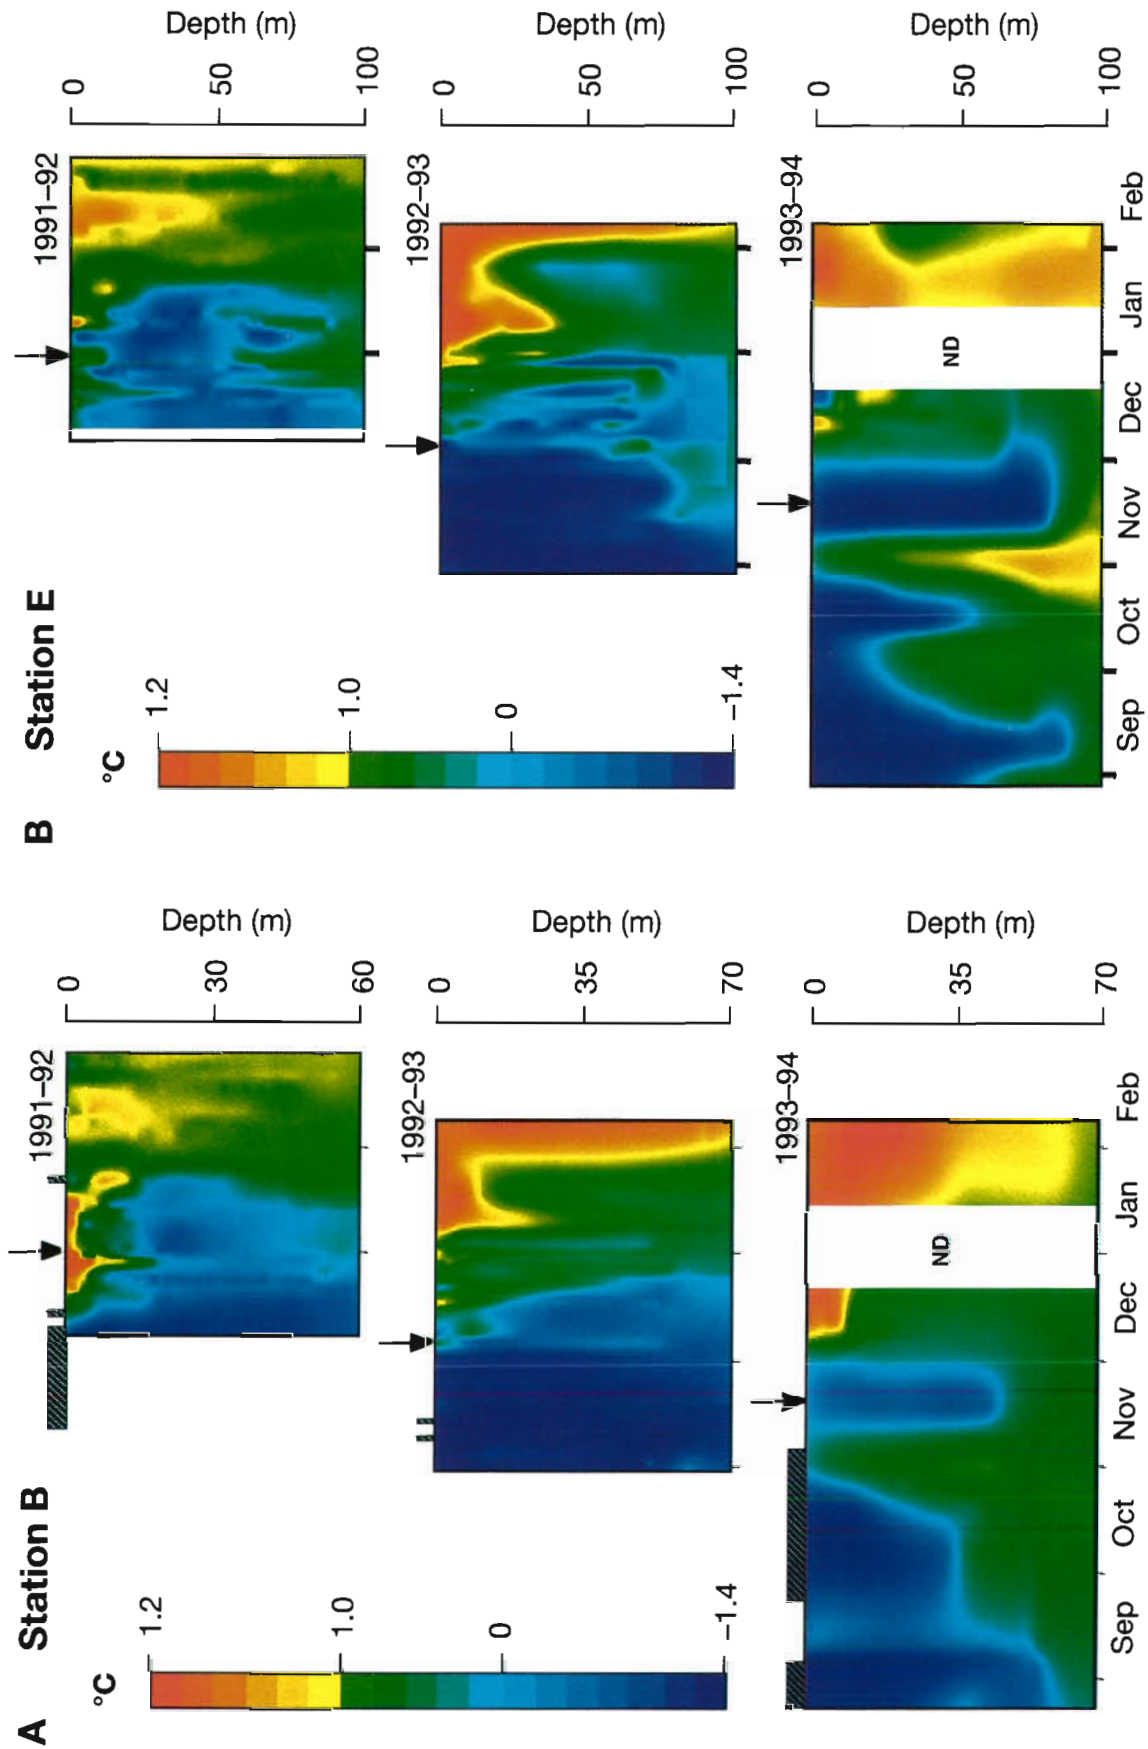 A Station B
°C
1.2
1.0
0
-1.4
1991–92
0
30
60
Depth (m)
1992–93
0
35
70
Depth (m)
1993–94
ND
0
35
70
Depth (m)
Sep Oct Nov Dec Jan Feb
B Station E
°C
1.2
1.0
0
-1.4
1991–92
0
50
100
Depth (m)
1992–93
0
50
100
Depth (m)
1993–94
ND
0
50
100
Depth (m)
Sep Oct Nov Dec Jan Feb